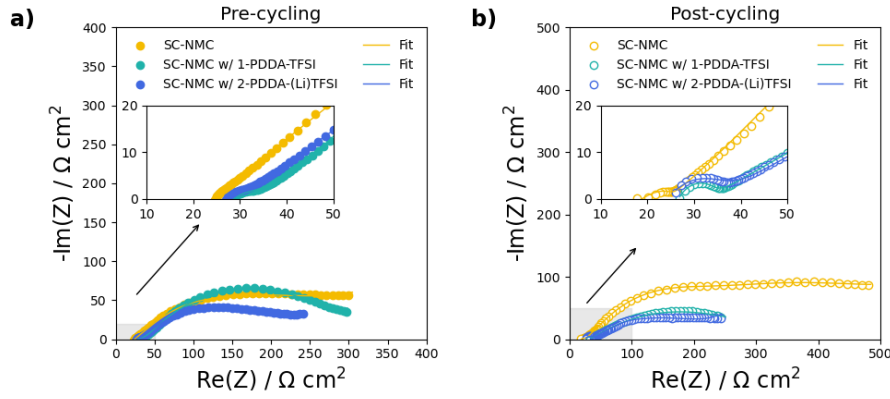 a)
Pre-cycling
-Im(Z) / Ω cm²
400
350
300
250
200
150
100
50
0
SC-NMC
Fit
SC-NMC w/ 1-PDDA-TFSI
Fit
SC-NMC w/ 2-PDDA-(Li)TFSI
Fit
20
10
0
10 20 30 40 50
0 50 100 150 200 250 300 350 400
Re(Z) / Ω cm²
b)
Post-cycling
-Im(Z) / Ω cm²
500
400
300
200
100
0
SC-NMC
Fit
SC-NMC w/ 1-PDDA-TFSI
Fit
SC-NMC w/ 2-PDDA-(Li)TFSI
Fit
20
10
0
10 20 30 40 50
0 100 200 300 400 500
Re(Z) / Ω cm²